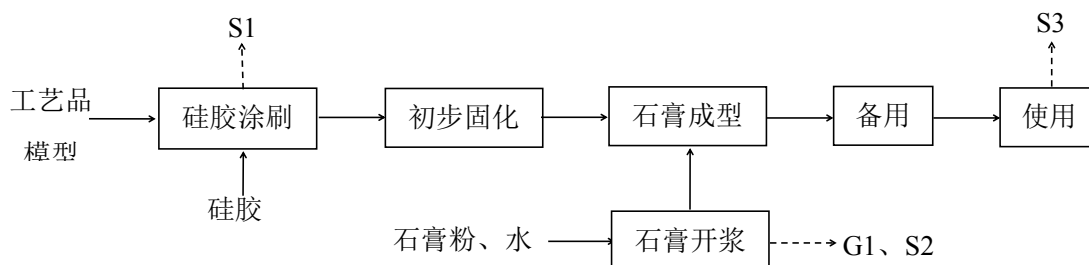 S1
S3
工艺品
模型
硅胶涂刷
初步固化
石膏成型
备用
使用
硅胶
石膏粉、水
石膏开浆
G1、S2